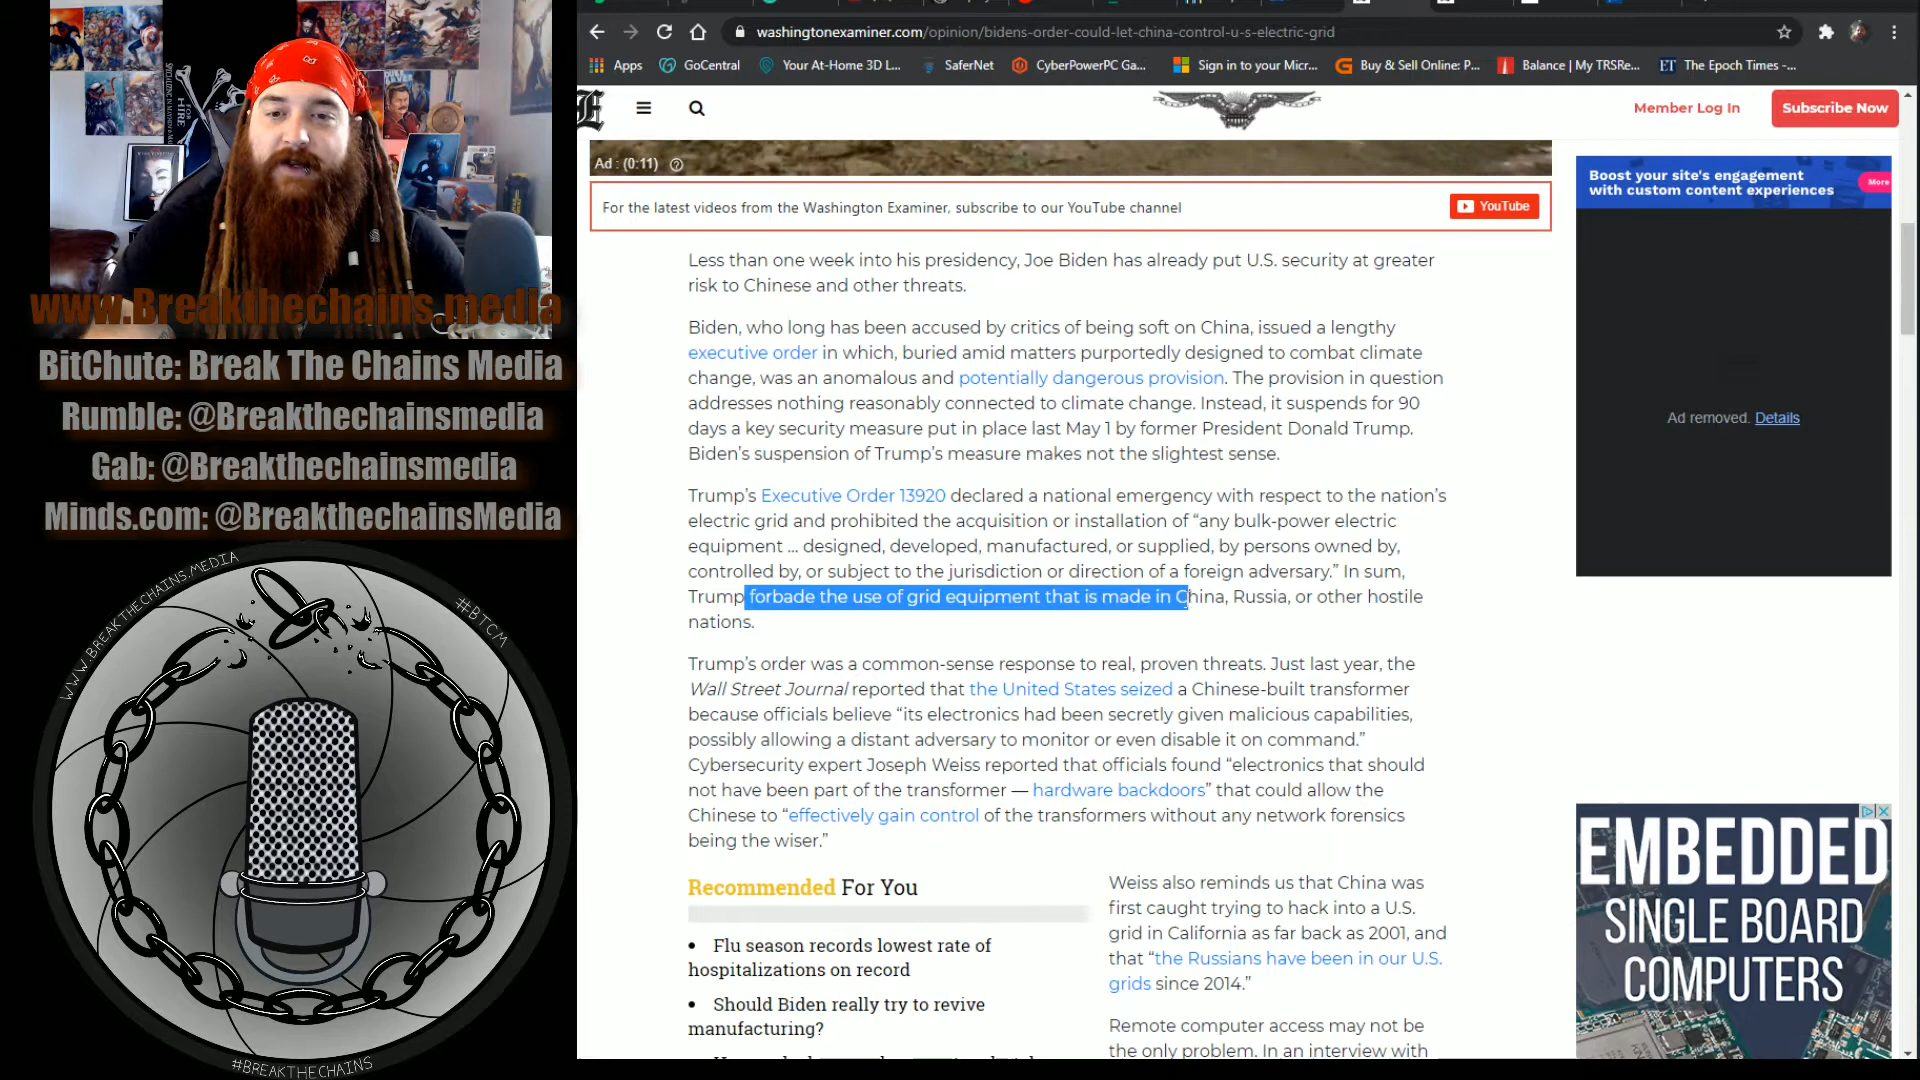 www.Breakthechains.media
BitChute: Break The Chains Media
Rumble: @Breakthechainsmedia
Gab: @Breakthechainsmedia
Minds.com: @BreakthechainsMedia
WWW.BREAKTHECHAINS.MEDIA
#BTCM
#BREAKTHECHAINS
FOR HIRE
washingtonexaminer.com/opinion/bidens-order-could-let-china-control-u-s-electric-grid
Apps GoCentral Your At-Home 3D L... SaferNet CyberPowerPC Ga... Sign in to your Micr... Buy & Sell Online: P... Balance | My TRSRe... ET The Epoch Times -...
E Member Log In Subscribe Now
Ad : (0:11)
For the latest videos from the Washington Examiner, subscribe to our YouTube channel YouTube
Less than one week into his presidency, Joe Biden has already put U.S. security at greater
risk to Chinese and other threats.
Biden, who long has been accused by critics of being soft on China, issued a lengthy
executive order in which, buried amid matters purportedly designed to combat climate
change, was an anomalous and potentially dangerous provision. The provision in question
addresses nothing reasonably connected to climate change. Instead, it suspends for 90
days a key security measure put in place last May 1 by former President Donald Trump.
Biden’s suspension of Trump’s measure makes not the slightest sense.
Trump’s Executive Order 13920 declared a national emergency with respect to the nation’s
electric grid and prohibited the acquisition or installation of “any bulk-power electric
equipment ... designed, developed, manufactured, or supplied, by persons owned by,
controlled by, or subject to the jurisdiction or direction of a foreign adversary.” In sum,
Trump forbade the use of grid equipment that is made in China, Russia, or other hostile
nations.
Trump’s order was a common-sense response to real, proven threats. Just last year, the
Wall Street Journal reported that the United States seized a Chinese-built transformer
because officials believe “its electronics had been secretly given malicious capabilities,
possibly allowing a distant adversary to monitor or even disable it on command.”
Cybersecurity expert Joseph Weiss reported that officials found “electronics that should
not have been part of the transformer — hardware backdoors” that could allow the
Chinese to “effectively gain control of the transformers without any network forensics
being the wiser.”
Recommended For You
• Flu season records lowest rate of
hospitalizations on record
• Should Biden really try to revive
manufacturing?
Weiss also reminds us that China was
first caught trying to hack into a U.S.
grid in California as far back as 2001, and
that “the Russians have been in our U.S.
grids since 2014.”
Remote computer access may not be
the only problem. In an interview with
Boost your site's engagement
with custom content experiences
More
Ad removed. Details
EMBEDDED
SINGLE BOARD
COMPUTERS